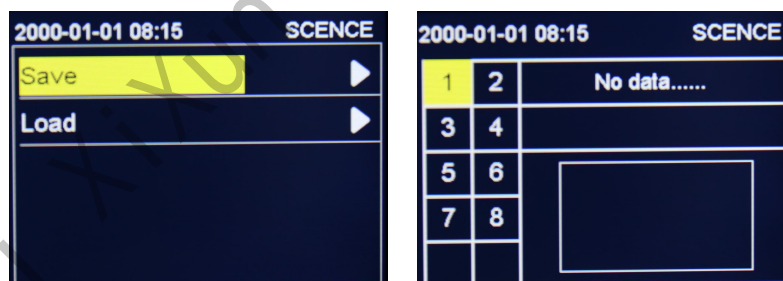 2000-01-01 08:15 SCENCE
Save
Load
XiXun
2000-01-01 08:15 SCENCE
1 2 No data......
3 4
5 6
7 8